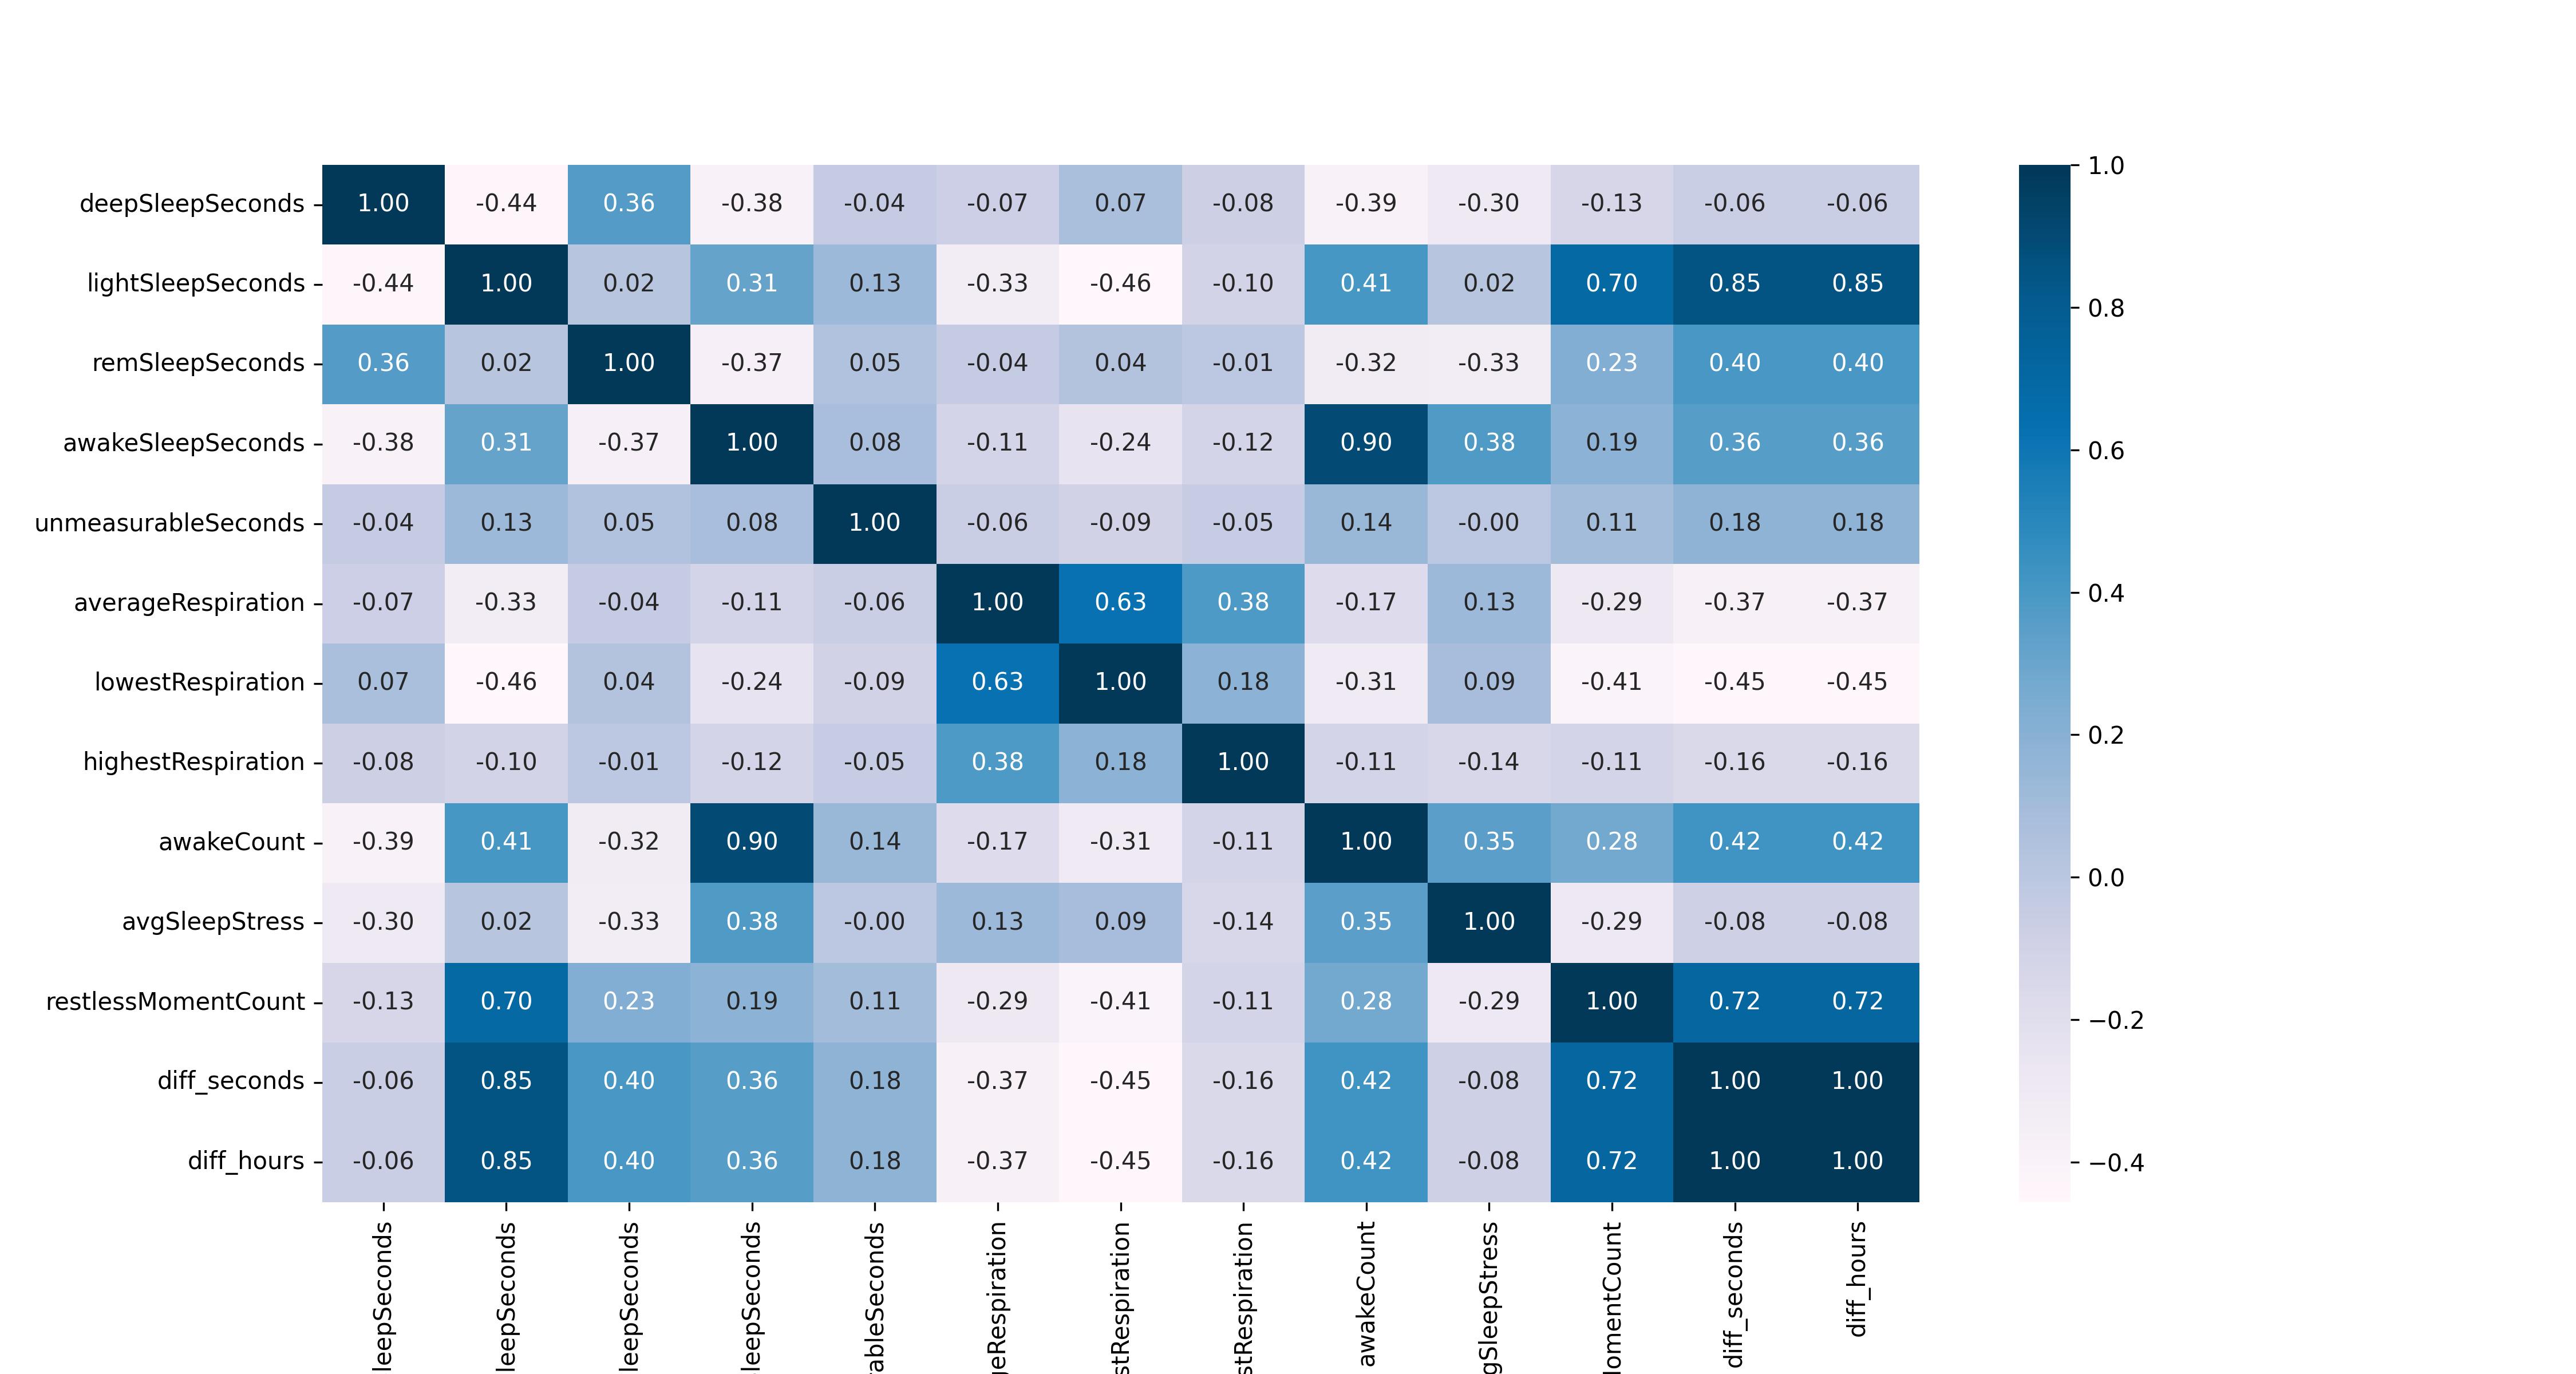 deepSleepSeconds 1.00 -0.44 0.36 -0.38 -0.04 -0.07 0.07 -0.08 -0.39 -0.30 -0.13 -0.06 -0.06
lightSleepSeconds -0.44 1.00 0.02 0.31 0.13 -0.33 -0.46 -0.10 0.41 0.02 0.70 0.85 0.85
remSleepSeconds 0.36 0.02 1.00 -0.37 0.05 -0.04 0.04 -0.01 -0.32 -0.33 0.23 0.40 0.40
awakeSleepSeconds -0.38 0.31 -0.37 1.00 0.08 -0.11 -0.24 -0.12 0.90 0.38 0.19 0.36 0.36
unmeasurableSeconds -0.04 0.13 0.05 0.08 1.00 -0.06 -0.09 -0.05 0.14 -0.00 0.11 0.18 0.18
averageRespiration -0.07 -0.33 -0.04 -0.11 -0.06 1.00 0.63 0.38 -0.17 0.13 -0.29 -0.37 -0.37
lowestRespiration 0.07 -0.46 0.04 -0.24 -0.09 0.63 1.00 0.18 -0.31 0.09 -0.41 -0.45 -0.45
highestRespiration -0.08 -0.10 -0.01 -0.12 -0.05 0.38 0.18 1.00 -0.11 -0.14 -0.11 -0.16 -0.16
awakeCount -0.39 0.41 -0.32 0.90 0.14 -0.17 -0.31 -0.11 1.00 0.35 0.28 0.42 0.42
avgSleepStress -0.30 0.02 -0.33 0.38 -0.00 0.13 0.09 -0.14 0.35 1.00 -0.29 -0.08 -0.08
restlessMomentCount -0.13 0.70 0.23 0.19 0.11 -0.29 -0.41 -0.11 0.28 -0.29 1.00 0.72 0.72
diff_seconds -0.06 0.85 0.40 0.36 0.18 -0.37 -0.45 -0.16 0.42 -0.08 0.72 1.00 1.00
diff_hours -0.06 0.85 0.40 0.36 0.18 -0.37 -0.45 -0.16 0.42 -0.08 0.72 1.00 1.00
leepSeconds
leepSeconds
leepSeconds
leepSeconds
ableSeconds
geRespiration
stRespiration
stRespiration
awakeCount
gSleepStress
lomentCount
diff_seconds
diff_hours
1.0
0.8
0.6
0.4
0.2
0.0
−0.2
−0.4